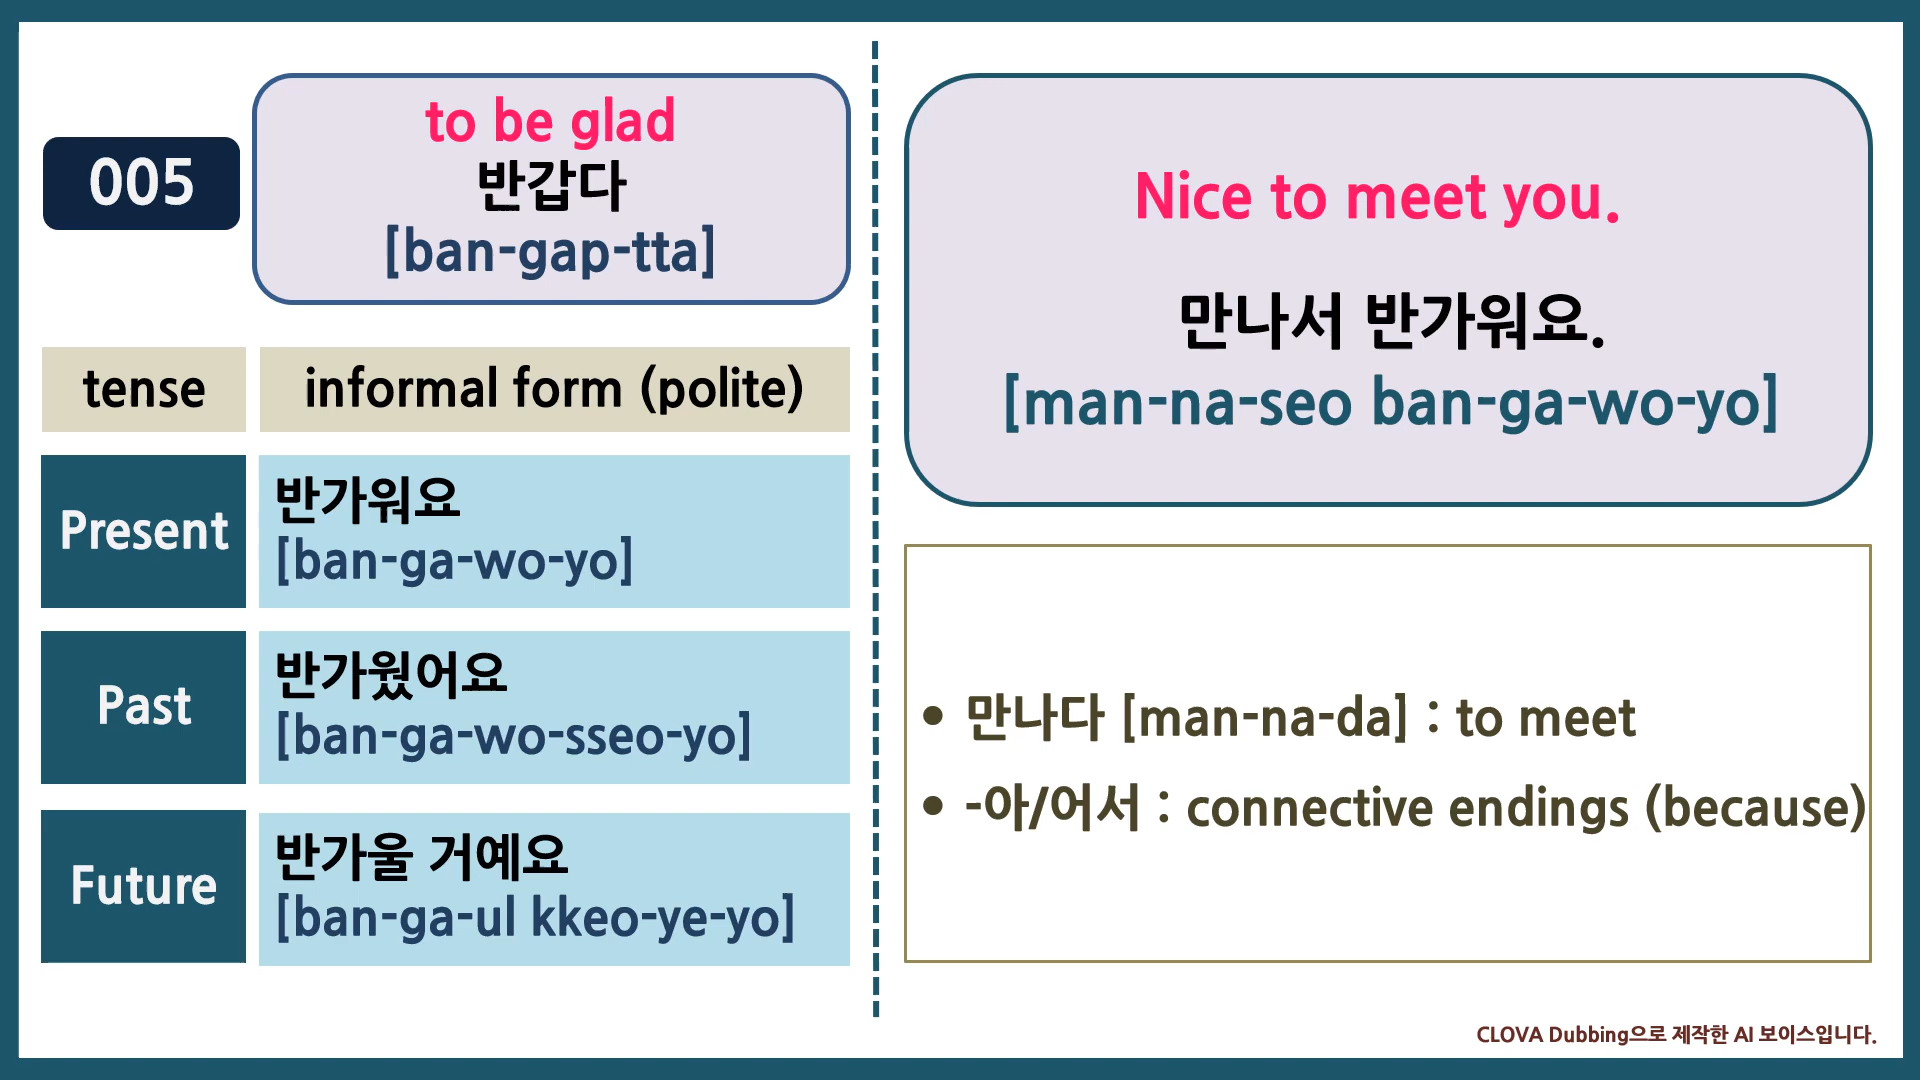 005
to be glad
반갑다
[ban-gap-tta]
tense
informal form (polite)
Present
반가워요
[ban-ga-wo-yo]
Past
반가웠어요
[ban-ga-wo-sseo-yo]
Future
반가울 거예요
[ban-ga-ul kkeo-ye-yo]
Nice to meet you.
만나서 반가워요.
[man-na-seo ban-ga-wo-yo]
• 만나다 [man-na-da] : to meet
• -아/어서 : connective endings (because)
CLOVA Dubbing으로 제작한 AI 보이스입니다.